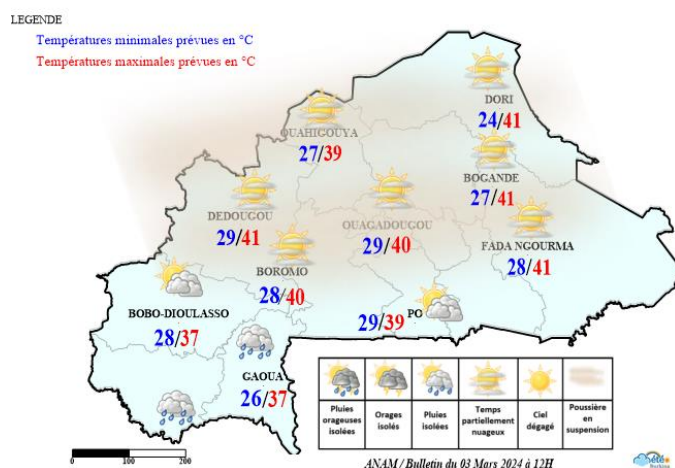 LEGENDE
Températures minimales prévues en °C
Températures maximales prévues en °C
DORI
24/41
OUAHIGOUYA
27/39
BOGANDE
27/41
DEDOUGOU
29/41
OUAGADOUGOU
29/40
FADA NGOURMA
28/41
BOROMO
28/40
BOBO-DIOULASSO
28/37
PO
29/39
GAOUA
26/37
Pluies orageuses isolées
Orages isolés
Pluies isolées
Temps partiellement nuageux
Ciel dégagé
Poussière en suspension
0 100 200
ANAM / Bulletin du 03 Mars 2024 à 12H